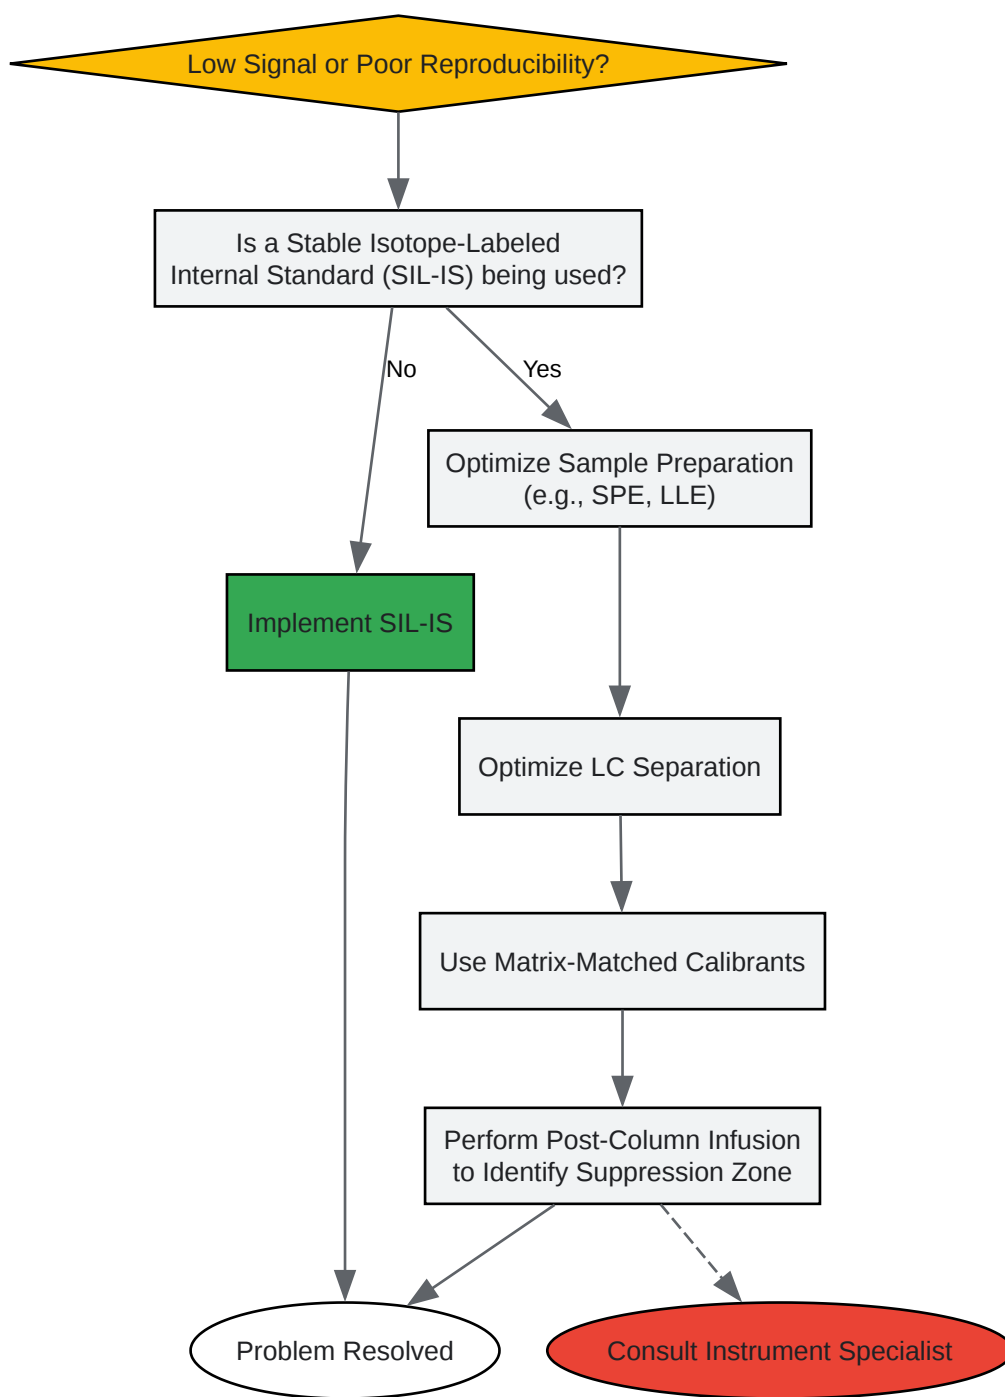 Low Signal or Poor Reproducibility?
Is a Stable Isotope-Labeled
Internal Standard (SIL-IS) being used?
No
Yes
Optimize Sample Preparation
(e.g., SPE, LLE)
Implement SIL-IS
Optimize LC Separation
Use Matrix-Matched Calibrants
Perform Post-Column Infusion
to Identify Suppression Zone
Problem Resolved
Consult Instrument Specialist